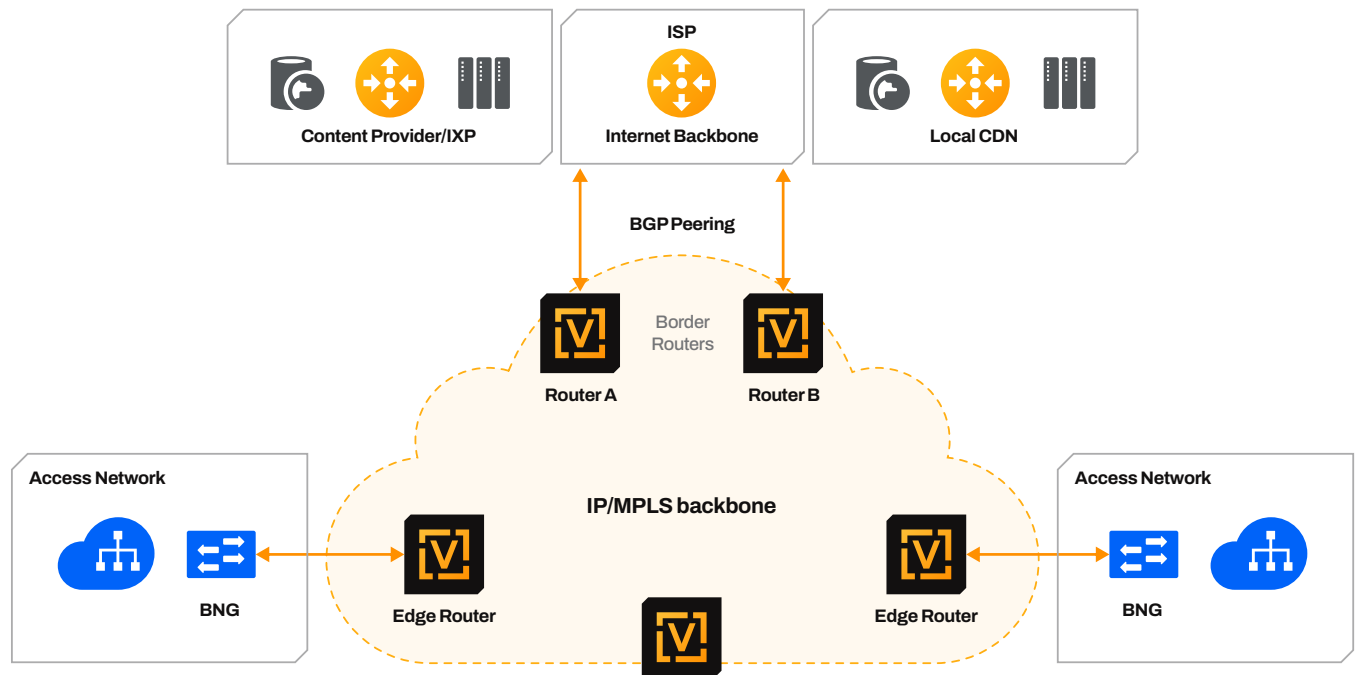 ISP
Content Provider/IXP
Internet Backbone
Local CDN
BGP Peering
Border
Routers
V
V
Router A
Router B
Access Network
Access Network
IP/MPLS backbone
V
V
BNG
Edge Router
Edge Router
BNG
V